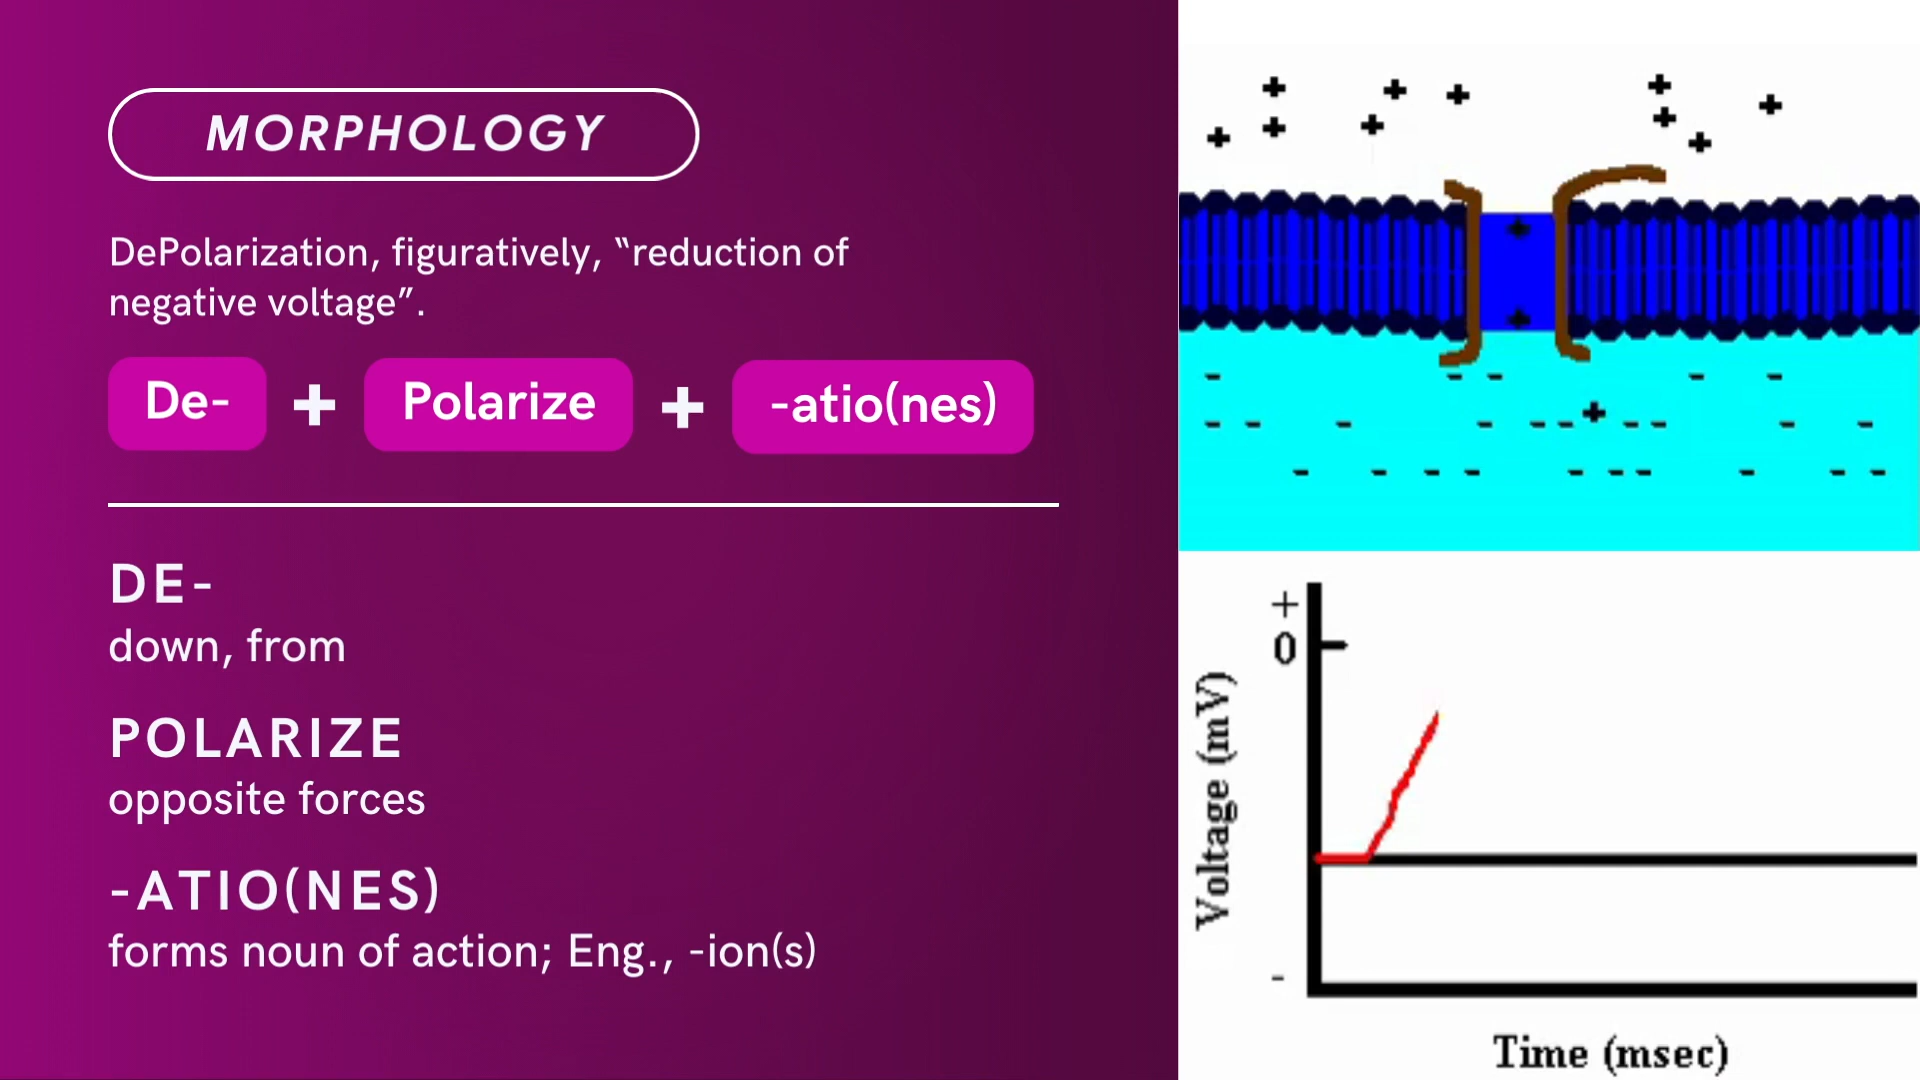 MORPHOLOGY
DePolarization, figuratively, “reduction of
negative voltage”.
De- + Polarize + -atio(nes)
DE-
down, from
POLARIZE
opposite forces
-ATIO(NES)
forms noun of action; Eng., -ion(s)
+
0
Voltage (mV)
-
Time (msec)